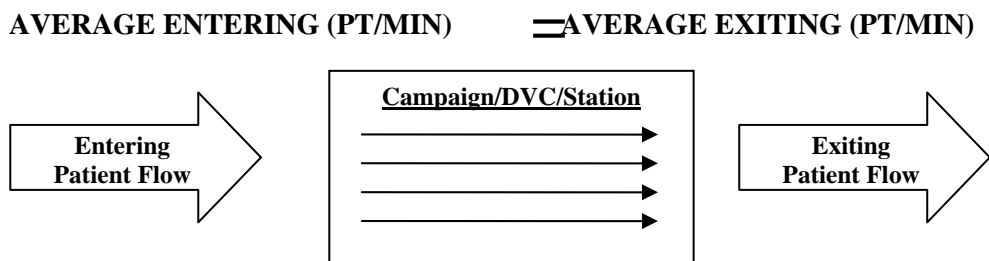 AVERAGE ENTERING (PT/MIN) = AVERAGE EXITING (PT/MIN)
Campaign/DVC/Station
Entering
Patient Flow
Exiting
Patient Flow